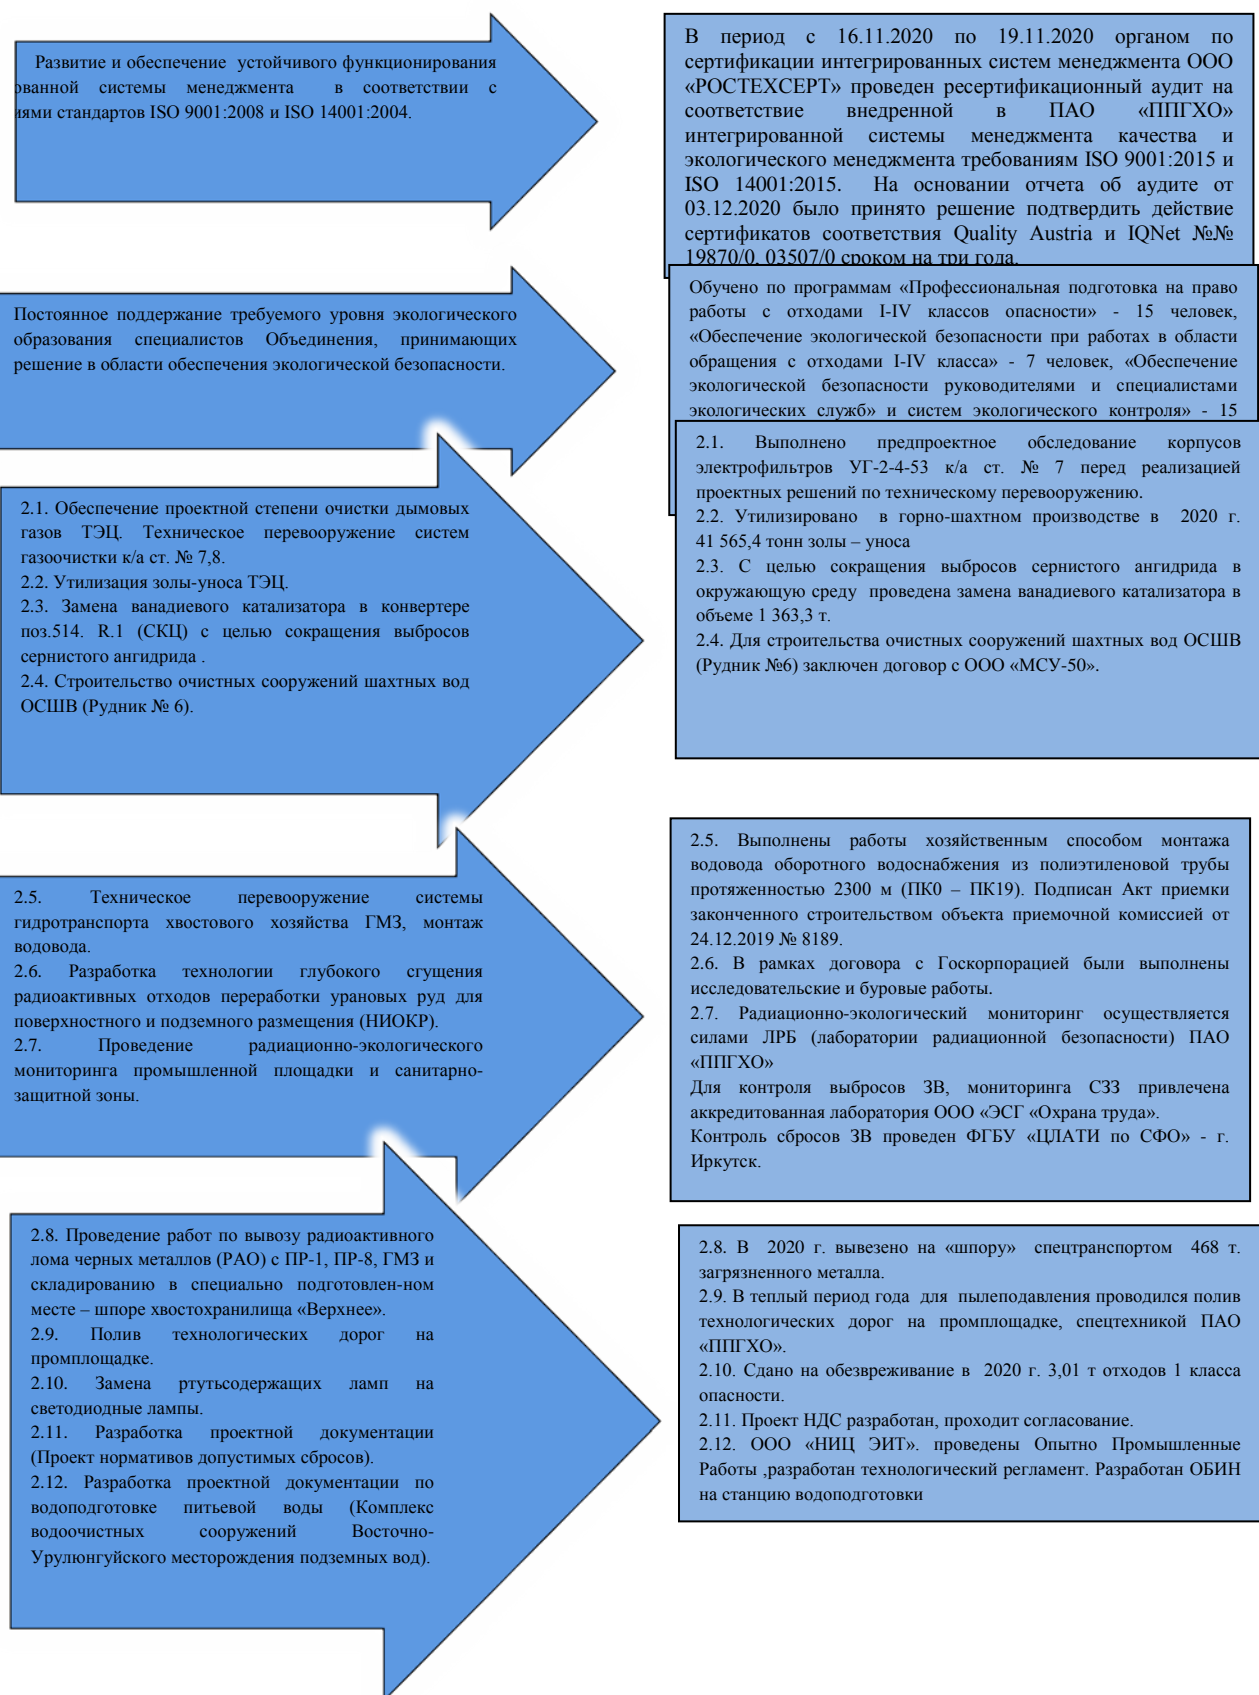 Развитие и обеспечение устойчивого функционирования
ованной системы менеджмента в соответствии с
иями стандартов ISO 9001:2008 и ISO 14001:2004.
В период с 16.11.2020 по 19.11.2020 органом по
сертификации интегрированных систем менеджмента ООО
«РОСТЕХСЕРТ» проведен ресертификационный аудит на
соответствие внедренной в ПАО «ППГХО»
интегрированной системы менеджмента качества и
экологического менеджмента требованиям ISO 9001:2015 и
ISO 14001:2015. На основании отчета об аудите от
03.12.2020 было принято решение подтвердить действие
сертификатов соответствия Quality Austria и IQNet №№
19870/0, 03507/0 сроком на три года.
Постоянное поддержание требуемого уровня экологического
образования специалистов Объединения, принимающих
решение в области обеспечения экологической безопасности.
Обучено по программам «Профессиональная подготовка на право
работы с отходами I-IV классов опасности» - 15 человек,
«Обеспечение экологической безопасности при работах в области
обращения с отходами I-IV класса» - 7 человек, «Обеспечение
экологической безопасности руководителями и специалистами
экологических служб» и систем экологического контроля» - 15
2.1. Обеспечение проектной степени очистки дымовых
газов ТЭЦ. Техническое перевооружение систем
газоочистки к/а ст. № 7,8.
2.2. Утилизация золы-уноса ТЭЦ.
2.3. Замена ванадиевого катализатора в конвертере
поз.514. R.1 (СКЦ) с целью сокращения выбросов
сернистого ангидрида .
2.4. Строительство очистных сооружений шахтных вод
ОСШВ (Рудник № 6).
2.1. Выполнено предпроектное обследование корпусов
электрофильтров УГ-2-4-53 к/а ст. № 7 перед реализацией
проектных решений по техническому перевооружению.
2.2. Утилизировано в горно-шахтном производстве в 2020 г.
41 565,4 тонн золы – уноса
2.3. С целью сокращения выбросов сернистого ангидрида в
окружающую среду проведена замена ванадиевого катализатора в
объеме 1 363,3 т.
2.4. Для строительства очистных сооружений шахтных вод ОСШВ
(Рудник №6) заключен договор с ООО «МСУ-50».
2.5. Техническое перевооружение системы
гидротранспорта хвостового хозяйства ГМЗ, монтаж
водовода.
2.6. Разработка технологии глубокого сгущения
радиоактивных отходов переработки урановых руд для
поверхностного и подземного размещения (НИОКР).
2.7. Проведение радиационно-экологического
мониторинга промышленной площадки и санитарно-
защитной зоны.
2.5. Выполнены работы хозяйственным способом монтажа
водовода оборотного водоснабжения из полиэтиленовой трубы
протяженностью 2300 м (ПК0 – ПК19). Подписан Акт приемки
законченного строительством объекта приемочной комиссией от
24.12.2019 № 8189.
2.6. В рамках договора с Госкорпорацией были выполнены
исследовательские и буровые работы.
2.7. Радиационно-экологический мониторинг осуществляется
силами ЛРБ (лаборатории радиационной безопасности) ПАО
«ППГХО»
Для контроля выбросов ЗВ, мониторинга СЗЗ привлечена
аккредитованная лаборатория ООО «ЭСГ «Охрана труда».
Контроль сбросов ЗВ проведен ФГБУ «ЦЛАТИ по СФО» - г.
Иркутск.
2.8. Проведение работ по вывозу радиоактивного
лома черных металлов (РАО) с ПР-1, ПР-8, ГМЗ и
складированию в специально подготовлен-ном
месте – шпоре хвостохранилища «Верхнее».
2.9. Полив технологических дорог на
промплощадке.
2.10. Замена ртутьсодержащих ламп на
светодиодные лампы.
2.11. Разработка проектной документации
(Проект нормативов допустимых сбросов).
2.12. Разработка проектной документации по
водоподготовке питьевой воды (Комплекс
водоочистных сооружений Восточно-
Урулюнгуйского месторождения подземных вод).
2.8. В 2020 г. вывезено на «шпору» спецтранспортом 468 т.
загрязненного металла.
2.9. В теплый период года для пылеподавления проводился полив
технологических дорог на промплощадке, спецтехникой ПАО
«ППГХО».
2.10. Сдано на обезвреживание в 2020 г. 3,01 т отходов 1 класса
опасности.
2.11. Проект НДС разработан, проходит согласование.
2.12. ООО «НИЦ ЭИТ». проведены Опытно Промышленные
Работы ,разработан технологический регламент. Разработан ОБИН
на станцию водоподготовки